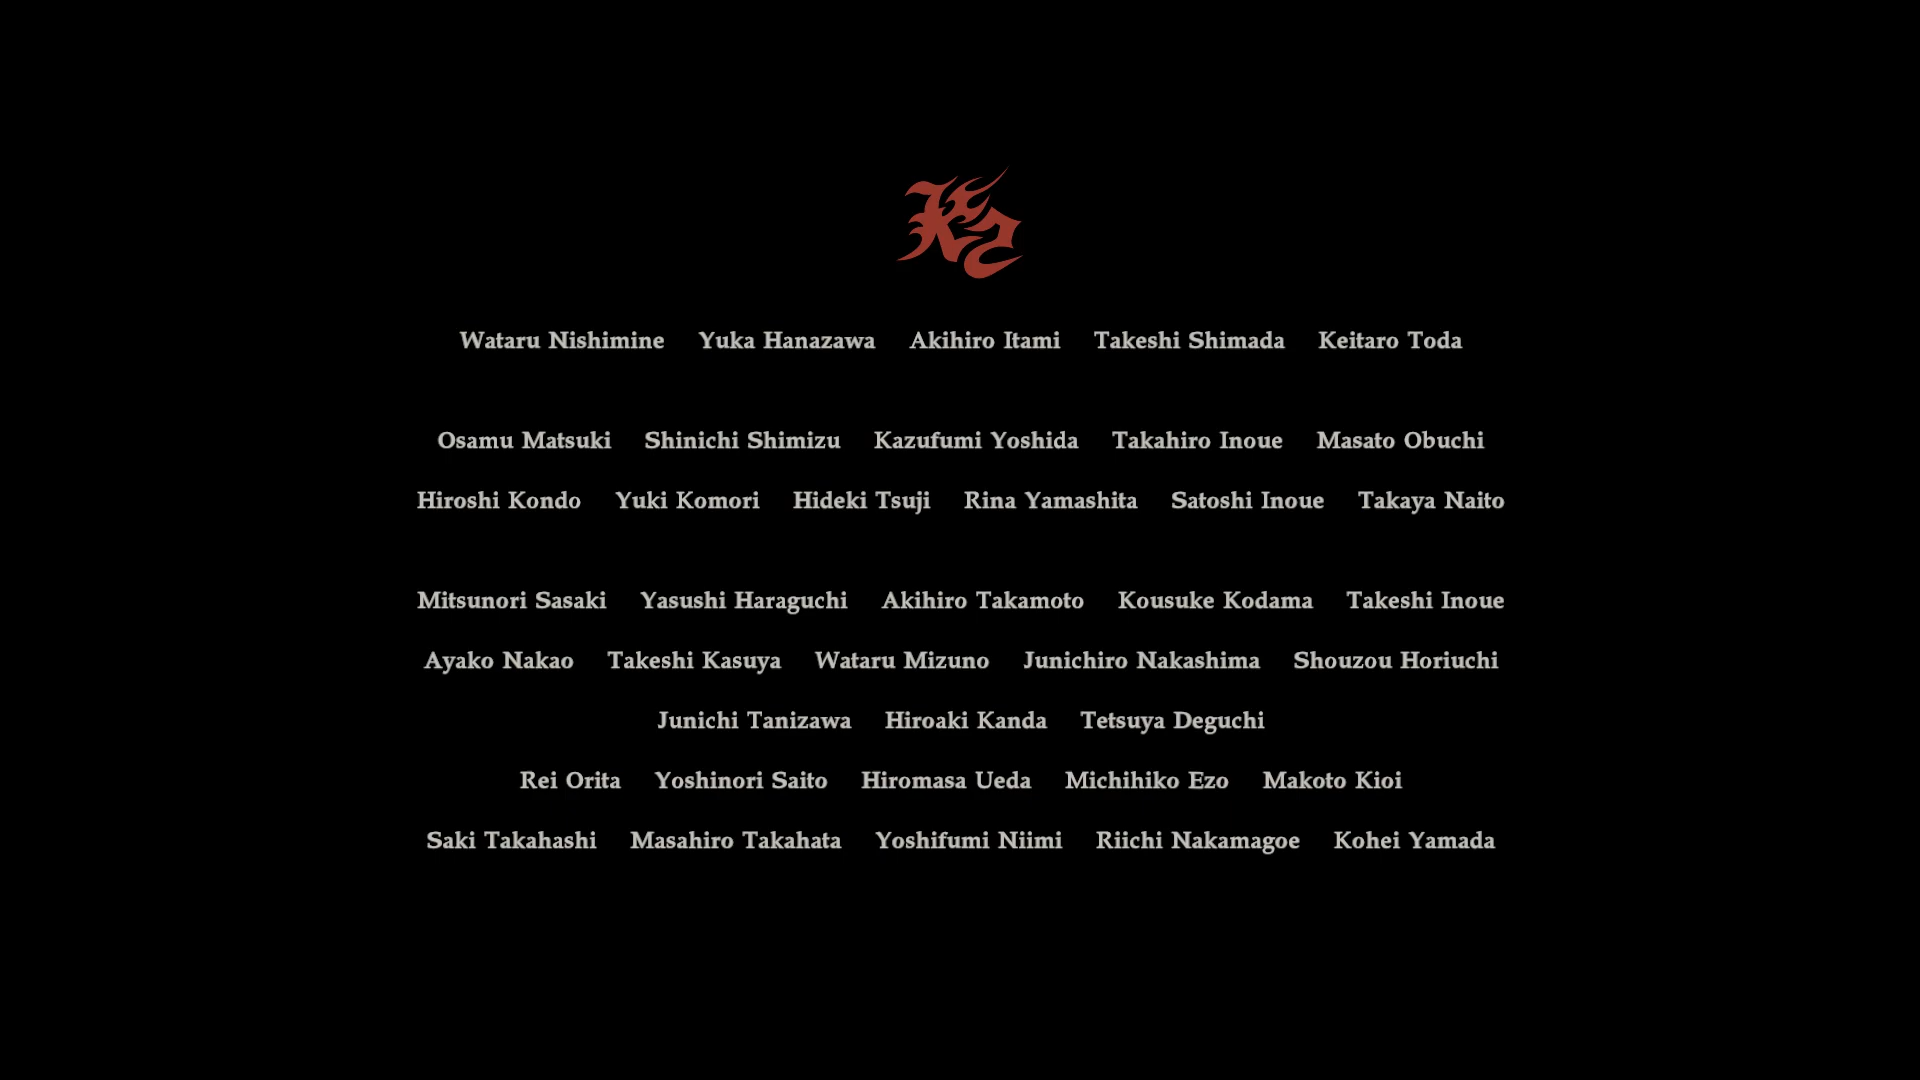 K2
Wataru Nishimine Yuka Hanazawa Akihiro Itami Takeshi Shimada Keitaro Toda
Osamu Matsuki Shinichi Shimizu Kazufumi Yoshida Takahiro Inoue Masato Obuchi
Hiroshi Kondo Yuki Komori Hideki Tsuji Rina Yamashita Satoshi Inoue Takaya Naito
Mitsunori Sasaki Yasushi Haraguchi Akihiro Takamoto Kousuke Kodama Takeshi Inoue
Ayako Nakao Takeshi Kasuya Wataru Mizuno Junichiro Nakashima Shouzou Horiuchi
Junichi Tanizawa Hiroaki Kanda Tetsuya Deguchi
Rei Orita Yoshinori Saito Hiromasa Ueda Michihiko Ezo Makoto Kioi
Saki Takahashi Masahiro Takahata Yoshifumi Niimi Riichi Nakamagoe Kohei Yamada